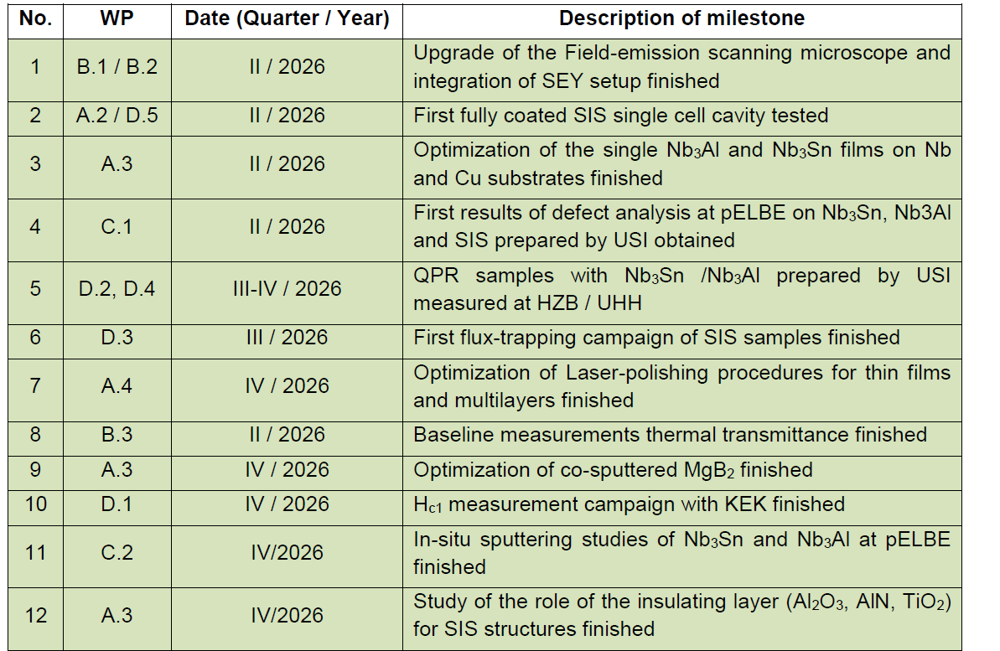 No. WP Date (Quarter / Year) Description of milestone
1 B.1 / B.2 II / 2026 Upgrade of the Field-emission scanning microscope and
integration of SEY setup finished
2 A.2 / D.5 II / 2026 First fully coated SIS single cell cavity tested
3 A.3 II / 2026 Optimization of the single Nb₃Al and Nb₃Sn films on Nb
and Cu substrates finished
4 C.1 II / 2026 First results of defect analysis at pELBE on Nb₃Sn, Nb3Al
and SIS prepared by USI obtained
5 D.2, D.4 III-IV / 2026 QPR samples with Nb₃Sn /Nb₃Al prepared by USI
measured at HZB / UHH
6 D.3 III / 2026 First flux-trapping campaign of SIS samples finished
7 A.4 IV / 2026 Optimization of Laser-polishing procedures for thin films
and multilayers finished
8 B.3 II / 2026 Baseline measurements thermal transmittance finished
9 A.3 IV / 2026 Optimization of co-sputtered MgB₂ finished
10 D.1 IV / 2026 H_c1 measurement campaign with KEK finished
11 C.2 IV/2026 In-situ sputtering studies of Nb₃Sn and Nb₃Al at pELBE
finished
12 A.3 IV/2026 Study of the role of the insulating layer (Al₂O₃, AlN, TiO₂)
for SIS structures finished